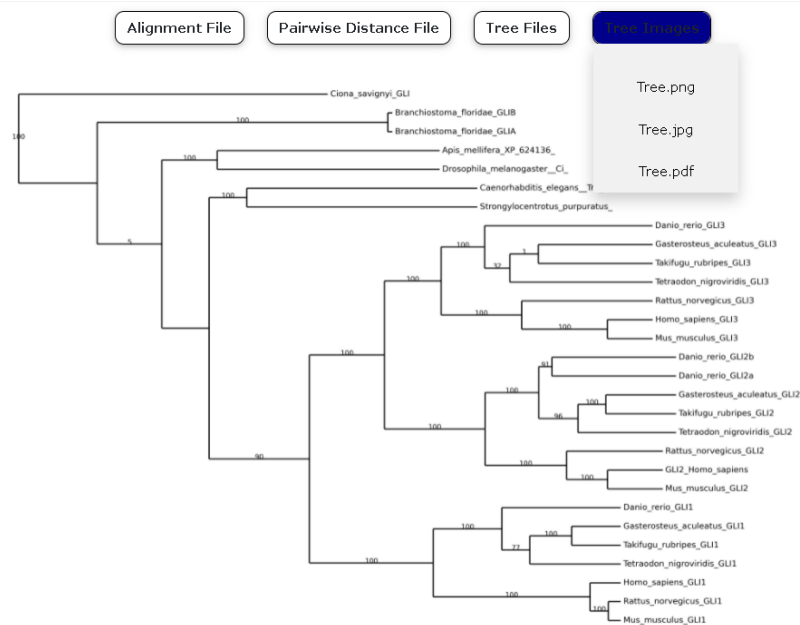 Alignment File
Pairwise Distance File
Tree Files
Tree Images
Tree.png
Tree.jpg
Tree.pdf
Ciona_savignyi_GLI
100
Branchiostoma_floridae_GLIB
100
Branchiostoma_floridae_GLIA
Apis_mellifera_XP_624136_
100
Drosophila_melanogaster__Ci_
Caenorhabditis_elegans__Tr
100
Strongylocentrotus_purpuratus_
Danio_rerio_GLI3
5
100
Gasterosteus_aculeatus_GLI3
1
Takifugu_rubripes_GLI3
32
Tetraodon_nigroviridis_GLI3
100
Rattus_norvegicus_GLI3
100
Homo_sapiens_GLI3
100
Mus_musculus_GLI3
100
Danio_rerio_GLI2b
91
Danio_rerio_GLI2a
100
Gasterosteus_aculeatus_GLI2
100
Takifugu_rubripes_GLI2
96
Tetraodon_nigroviridis_GLI2
100
Rattus_norvegicus_GLI2
90
100
GLI2_Homo_sapiens
100
Mus_musculus_GLI2
Danio_rerio_GLI1
100
Gasterosteus_aculeatus_GLI1
100
Takifugu_rubripes_GLI1
77
Tetraodon_nigroviridis_GLI1
100
Homo_sapiens_GLI1
100
Rattus_norvegicus_GLI1
100
Mus_musculus_GLI1